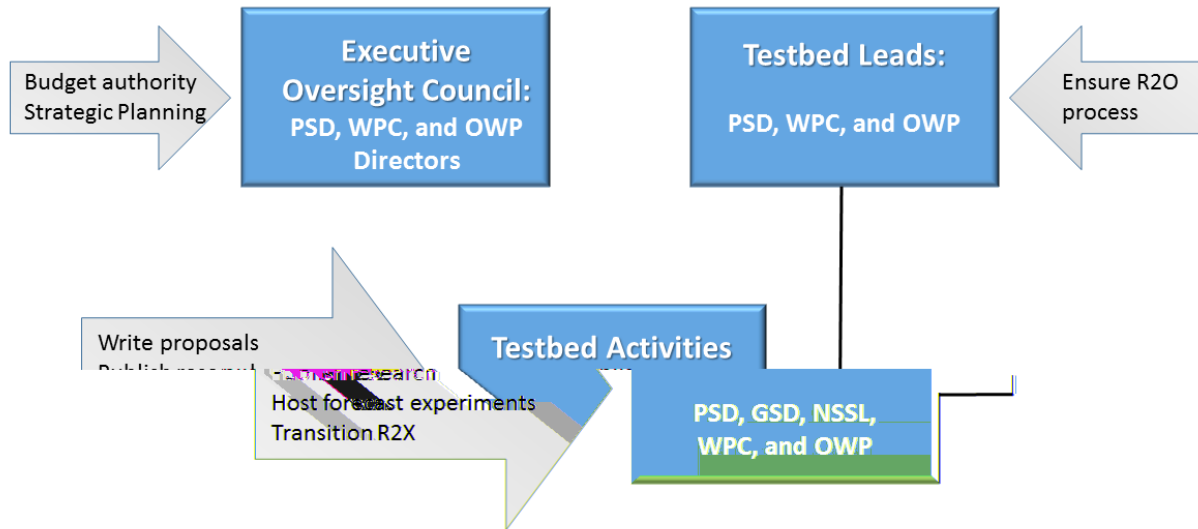 Budget authority
Strategic Planning
Executive
Oversight Council:
PSD, WPC, and OWP
Directors
Testbed Leads:
PSD, WPC, and OWP
Ensure R2O
process
Write proposals
research
Host forecast experiments
Transition R2X
Testbed Activities
PSD, GSD, NSSL,
WPC, and OWP